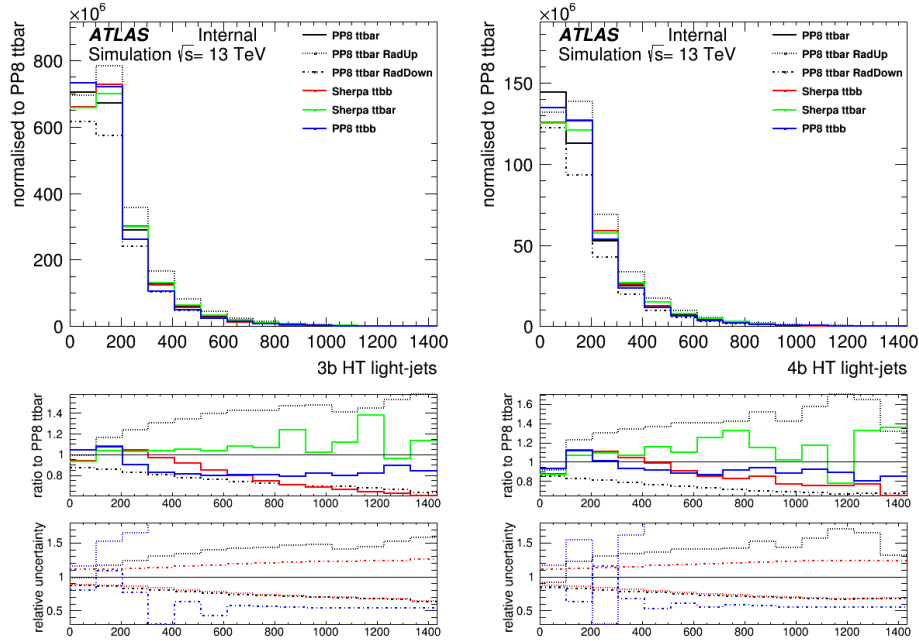 ×10⁶
ATLAS Internal
Simulation √s= 13 TeV
PP8 ttbar
PP8 ttbar RadUp
PP8 ttbar RadDown
Sherpa ttbb
Sherpa ttbar
PP8 ttbb
normalised to PP8 ttbar
800
600
400
200
0
0 200 400 600 800 1000 1200 1400
3b HT light-jets
ratio to PP8 ttbar
1.4
1.2
1
0.8
0 200 400 600 800 1000 1200 1400
relative uncertainty
1.5
1
0.5
0 200 400 600 800 1000 1200 1400
×10⁶
ATLAS Internal
Simulation √s= 13 TeV
PP8 ttbar
PP8 ttbar RadUp
PP8 ttbar RadDown
Sherpa ttbb
Sherpa ttbar
PP8 ttbb
normalised to PP8 ttbar
150
100
50
0
0 200 400 600 800 1000 1200 1400
4b HT light-jets
ratio to PP8 ttbar
1.6
1.4
1.2
1
0.8
0 200 400 600 800 1000 1200 1400
relative uncertainty
1.5
1
0.5
0 200 400 600 800 1000 1200 1400